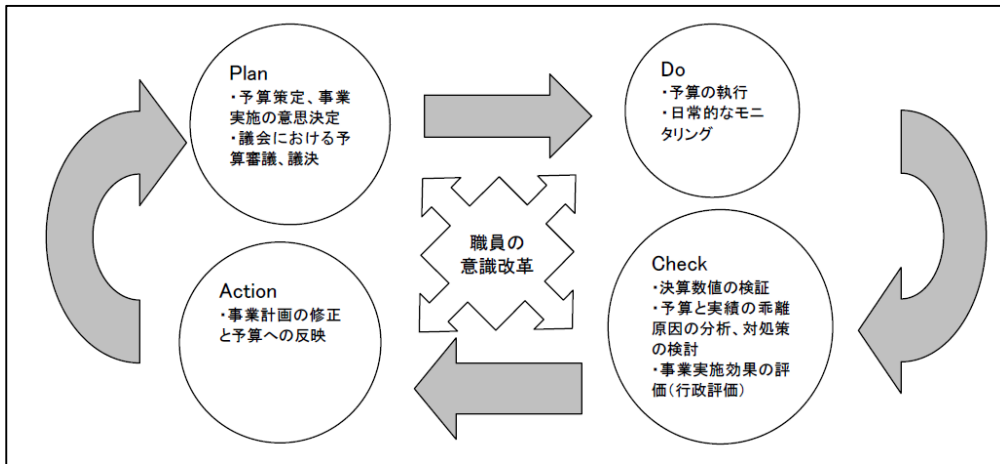 Plan
・予算策定、事業
実施の意思決定
・議会における予
算審議、議決
Do
・予算の執行
・日常的なモニ
タリング
職員の
意識改革
Check
・決算数値の検証
・予算と実績の乖離
原因の分析、対処策
の検討
・事業実施効果の評
価(行政評価)
Action
・事業計画の修正
と予算への反映